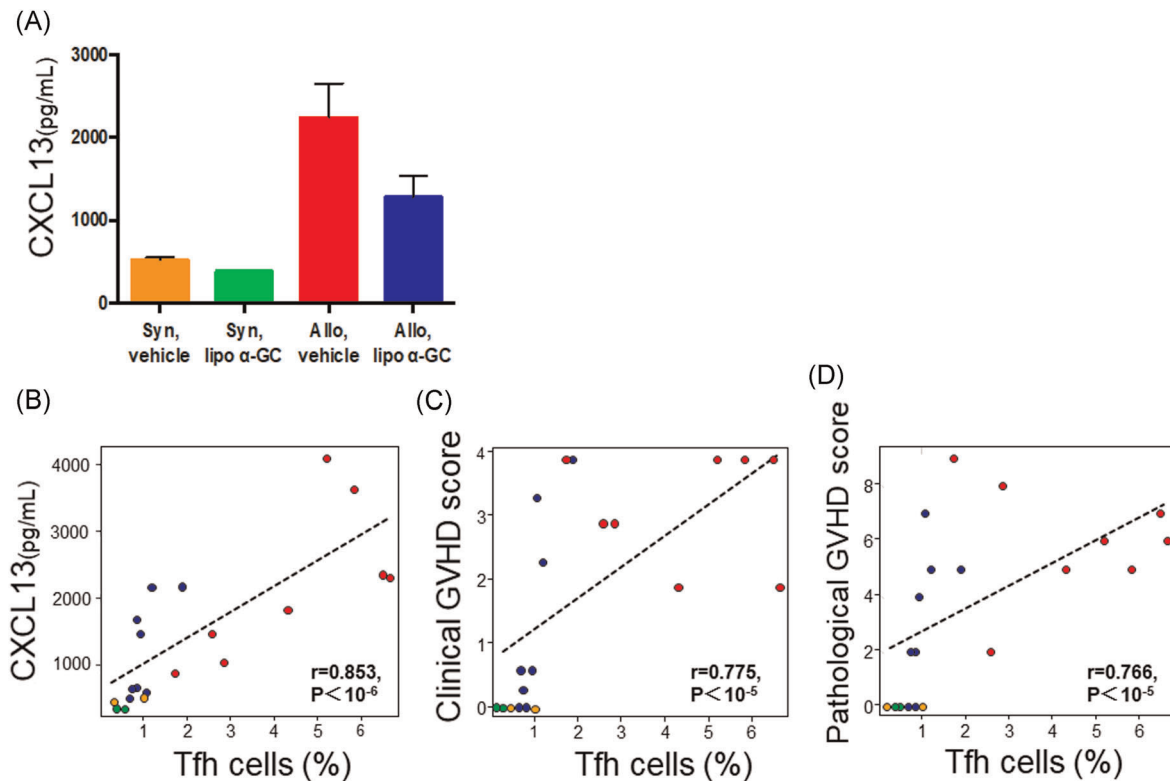 (A)
CXCL13(pg/mL)
3000
2000
1000
0
Syn,
vehicle
Syn,
lipo α-GC
Allo,
vehicle
Allo,
lipo α-GC
(B)
CXCL13(pg/mL)
4000
3000
2000
1000
r=0.853,
P<10-6
1 2 3 4 5 6
Tfh cells (%)
(C)
Clinical GVHD score
4
3
2
1
0
r=0.775,
P<10-5
1 2 3 4 5 6
Tfh cells (%)
(D)
Pathological GVHD score
8
6
4
2
0
r=0.766,
P<10-5
1 2 3 4 5 6
Tfh cells (%)